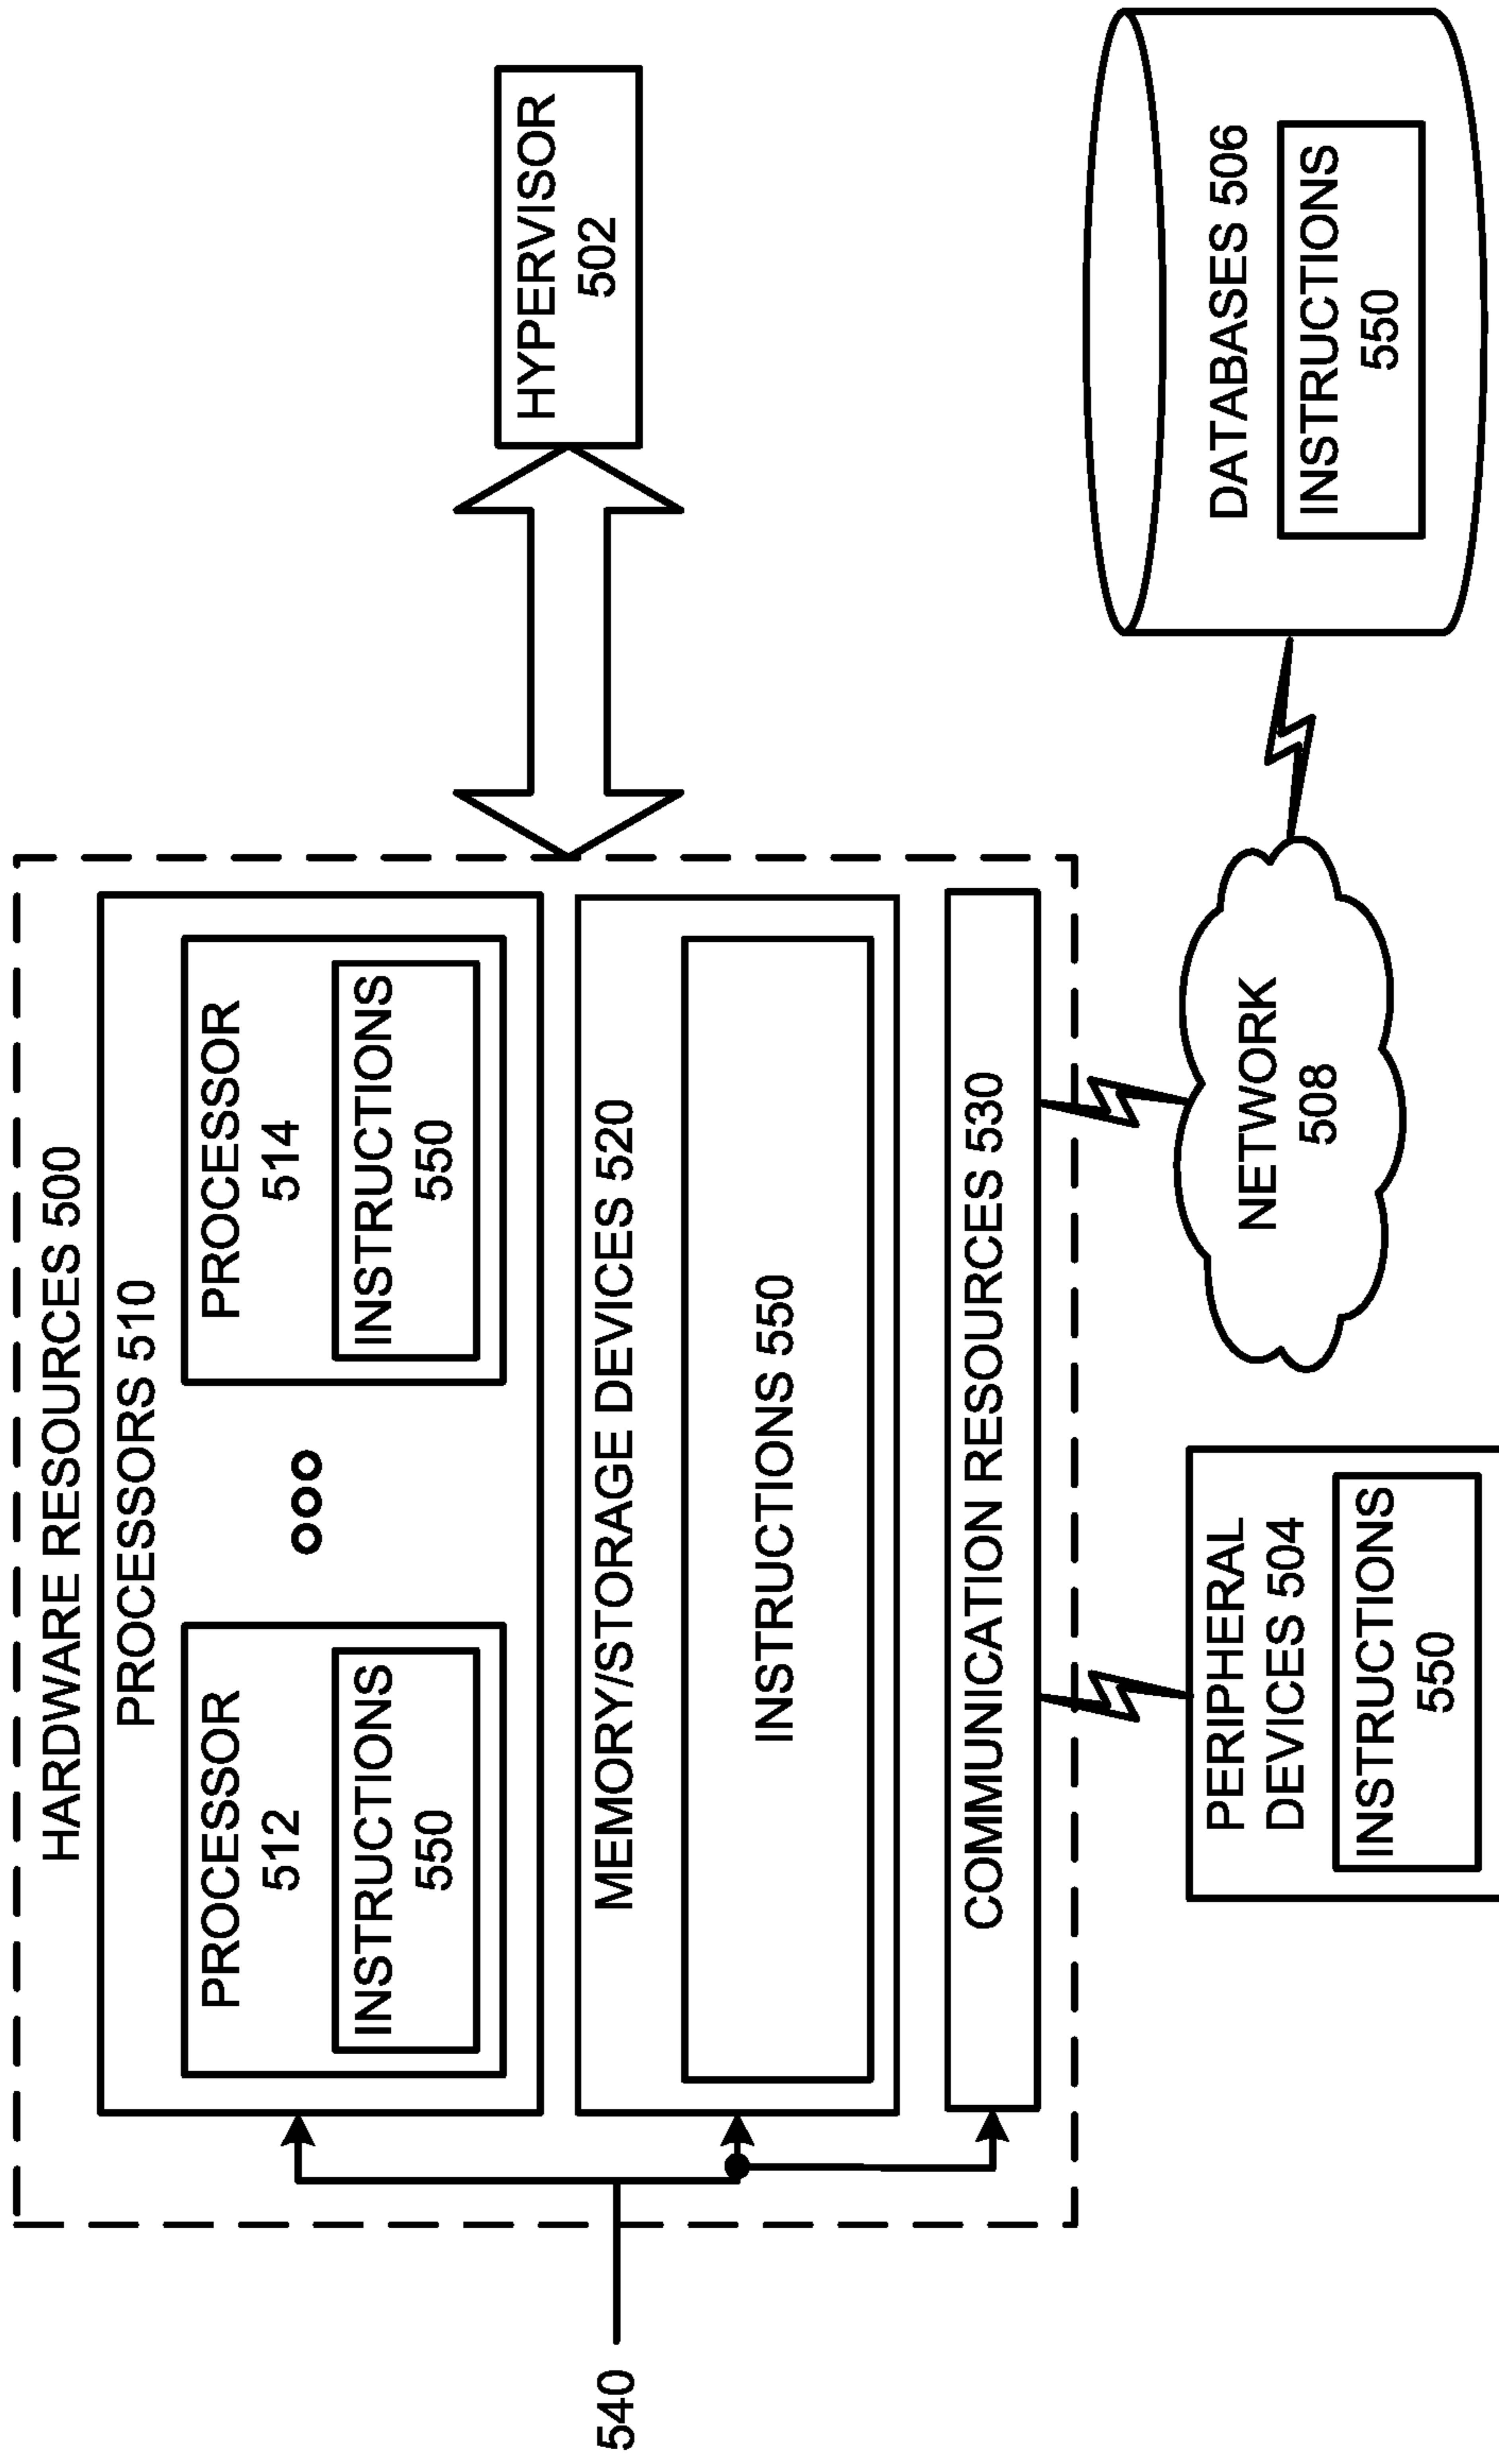 HARDWARE RESOURCES 500
PROCESSORS 510
PROCESSOR
512
INSTRUCTIONS
550
PROCESSOR
514
INSTRUCTIONS
550
MEMORY/STORAGE DEVICES 520
INSTRUCTIONS 550
COMMUNICATION RESOURCES 530
540
HYPERVISOR
502
PERIPHERAL
DEVICES 504
INSTRUCTIONS
550
NETWORK
508
DATABASES 506
INSTRUCTIONS
550